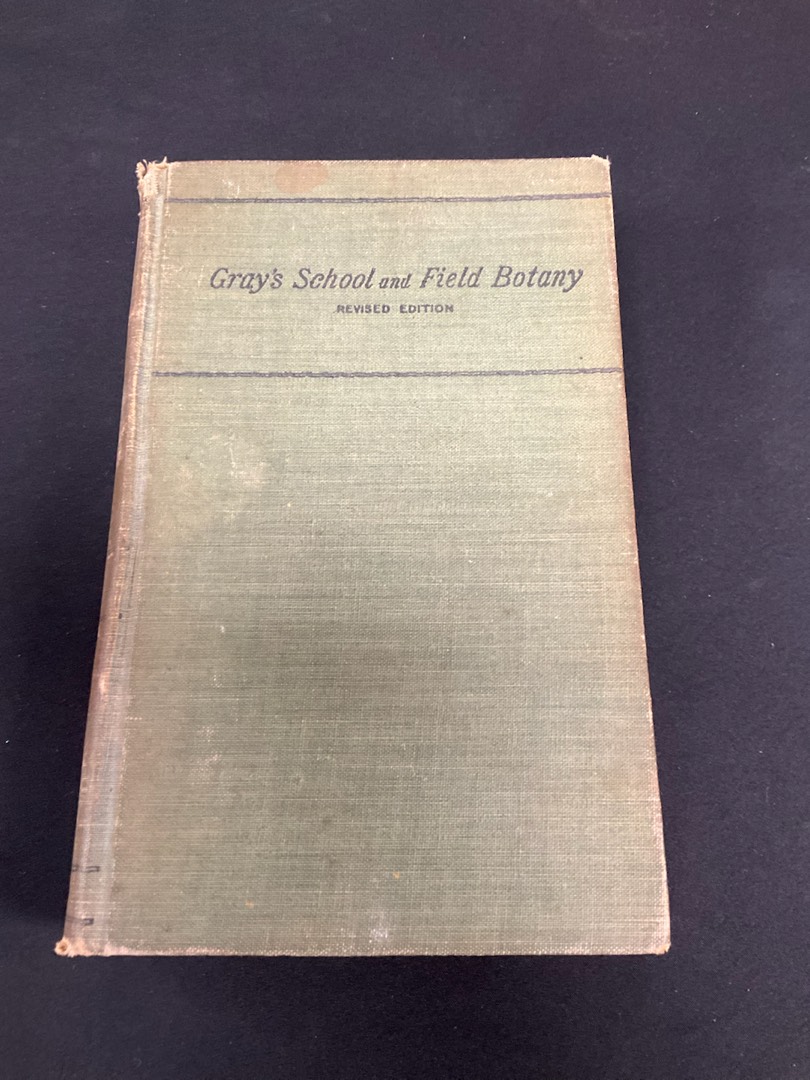 Gray's School and Field Botany
REVISED EDITION